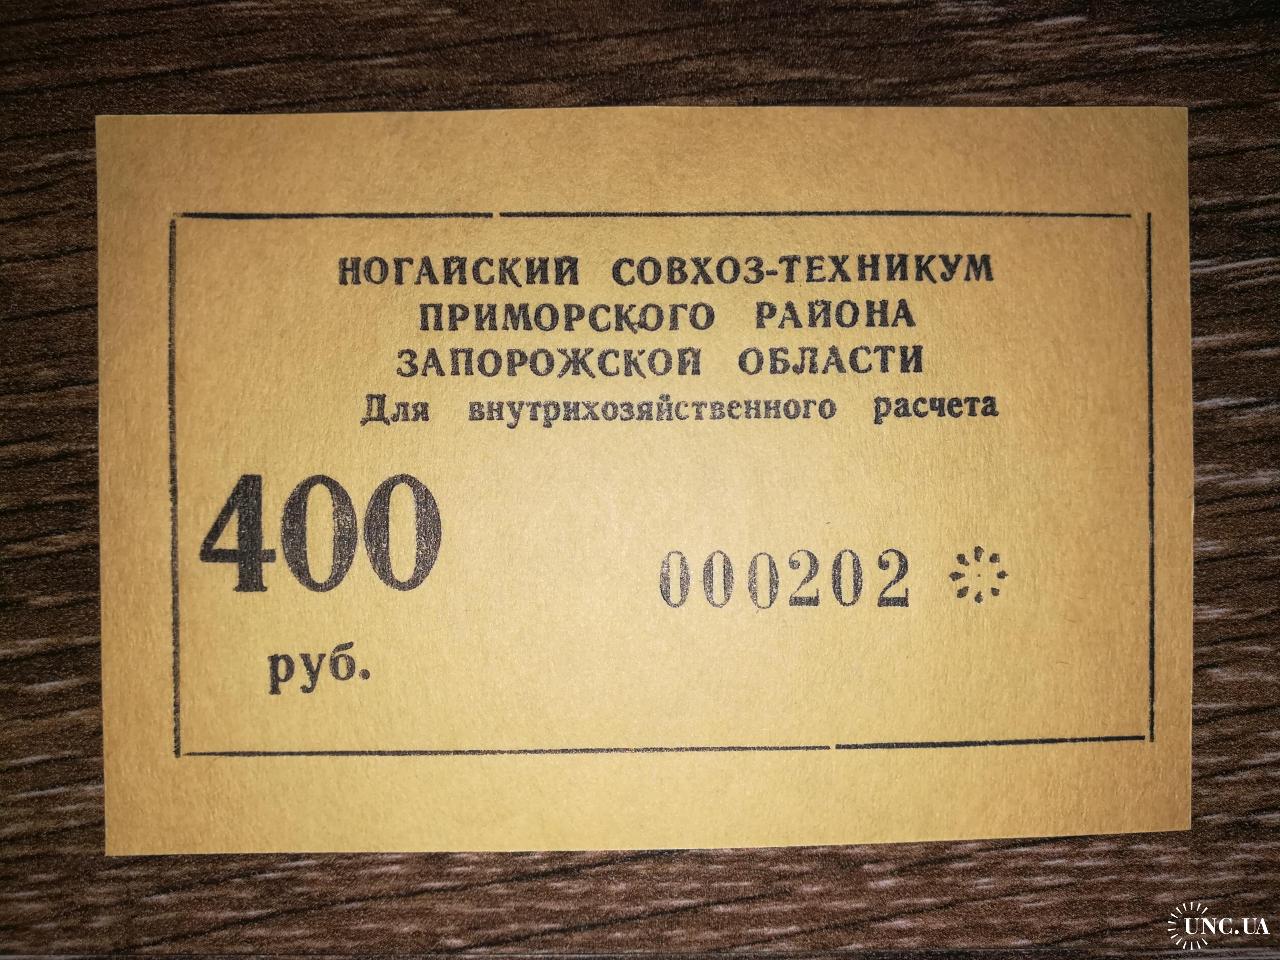 НОГАЙСКИЙ СОВХОЗ-ТЕХНИКУМ
ПРИМОРСКОГО РАЙОНА
ЗАПОРОЖСКОЙ ОБЛАСТИ
Для внутрихозяйственного расчета
400
000202
руб.
UNC.UA